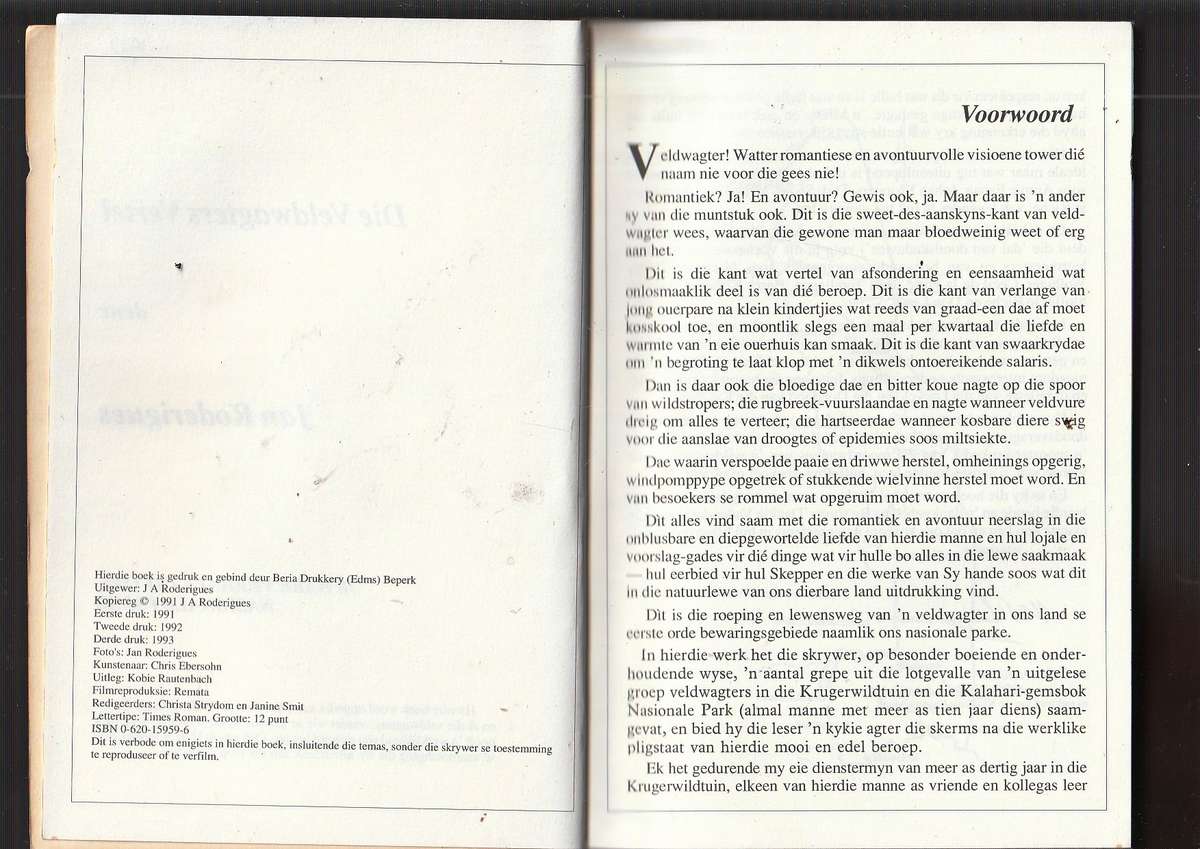 Hierdie boek is gedruk en gebind deur Beria Drukkery (Edms) Beperk
Uitgewer: J A Roderigues
Kopiereg © 1991 J A Roderigues
Eerste druk: 1991
Tweede druk: 1992
Derde druk: 1993
Foto's: Jan Roderigues
Kunstenaar: Chris Ebersohn
Uitleg: Kobie Rautenbach
Filmreproduksie: Remata
Redigeerders: Christa Strydom en Janine Smit
Lettertipe: Times Roman. Grootte: 12 punt
ISBN 0-620-15959-6
Dit is verbode om enigiets in hierdie boek, insluitende die temas, sonder die skrywer se toestemming
te reproduseer of te verfilm.
Voorwoord
Veldwagter! Watter romantiese en avontuurvolle visioene tower dié
naam nie voor die gees nie!
Romantiek? Ja! En avontuur? Gewis ook, ja. Maar daar is 'n ander
sy van die muntstuk ook. Dit is die sweet-des-aanskyns-kant van veld-
wagter wees, waarvan die gewone man maar bloedweinig weet of erg
aan het.
Dit is die kant wat vertel van afsondering en eensaamheid wat
onlosmaaklik deel is van dié beroep. Dit is die kant van verlange van
jong ouerpare na klein kindertjies wat reeds van graad-een dae af moet
kosskool toe, en moontlik slegs een maal per kwartaal die liefde en
warmte van 'n eie ouerhuis kan smaak. Dit is die kant van swaarkrydae
om 'n begroting te laat klop met 'n dikwels ontoereikende salaris.
Dan is daar ook die bloedige dae en bitter koue nagte op die spoor
van wildstropers; die rugbreek-vuurslaandae en nagte wanneer veldvure
dreig om alles te verteer; die hartseerdae wanneer kosbare diere swig
voor die aanslae van droogtes of epidemies soos miltsiekte.
Dae waarin verspoelde paaie en driwwe herstel, omheinings opgerig,
windpomppype opgetrek of stukkende wielvinne herstel moet word. En
van besoekers se rommel wat opgeruim moet word.
Dit alles vind saam met die romantiek en avontuur neerslag in die
onblusbare en diepgewortelde liefde van hierdie manne en hul lojale en
voorslag-gades vir dié dinge wat vir hulle bo alles in die lewe saakmaak
— hul eerbied vir hul Skepper en die werke van Sy hande soos wat dit
in die natuurlewe van ons dierbare land uitdrukking vind.
Dit is die roeping en lewensweg van 'n veldwagter in ons land se
eerste orde bewaringsgebiede naamlik ons nasionale parke.
In hierdie werk het die skrywer, op besonder boeiende en onder-
houdende wyse, 'n aantal grepe uit die lotgevalle van 'n uitgelese
groep veldwagters in die Krugerwildtuin en die Kalahari-gemsbok
Nasionale Park (almal manne met meer as tien jaar diens) saam-
gevat, en bied hy die leser 'n kykie agter die skerms na die werklike
pligstaat van hierdie mooi en edel beroep.
Ek het gedurende my eie dienstermyn van meer as dertig jaar in die
Krugerwildtuin, elkeen van hierdie manne as vriende en kollegas leer